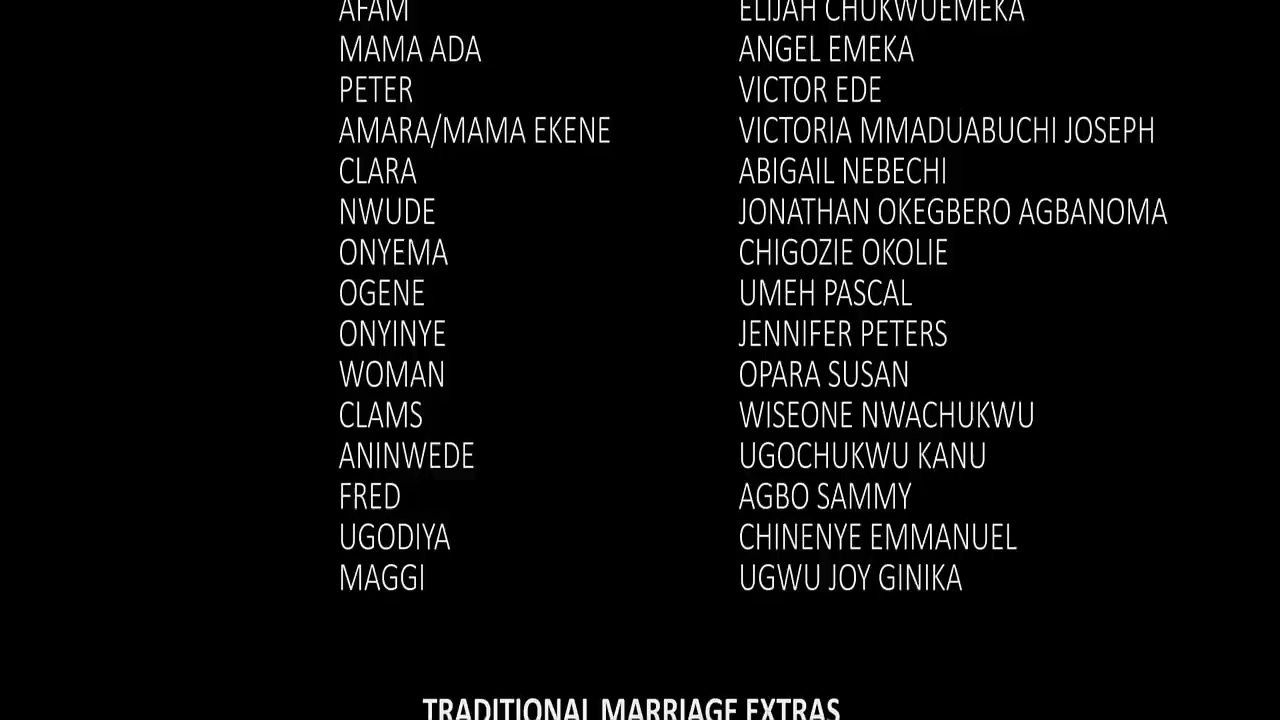 AFAM ELIJAH CHUKWUEMEKA
MAMA ADA ANGEL EMEKA
PETER VICTOR EDE
AMARA/MAMA EKENE VICTORIA MMADUABUCHI JOSEPH
CLARA ABIGAIL NEBECHI
NWUDE JONATHAN OKEGBERO AGBANOMA
ONYEMA CHIGOZIE OKOLIE
OGENE UMEH PASCAL
ONYINYE JENNIFER PETERS
WOMAN OPARA SUSAN
CLAMS WISEONE NWACHUKWU
ANINWEDE UGOCHUKWU KANU
FRED AGBO SAMMY
UGODIYA CHINENYE EMMANUEL
MAGGI UGWU JOY GINIKA
TRADITIONAL MARRIAGE EXTRAS